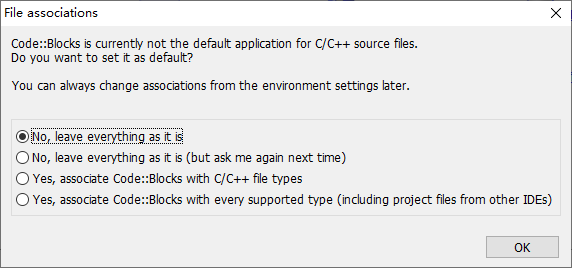 File associations
Code::Blocks is currently not the default application for C/C++ source files.
Do you want to set it as default?
You can always change associations from the environment settings later.
No, leave everything as it is
No, leave everything as it is (but ask me again next time)
Yes, associate Code::Blocks with C/C++ file types
Yes, associate Code::Blocks with every supported type (including project files from other IDEs)
OK